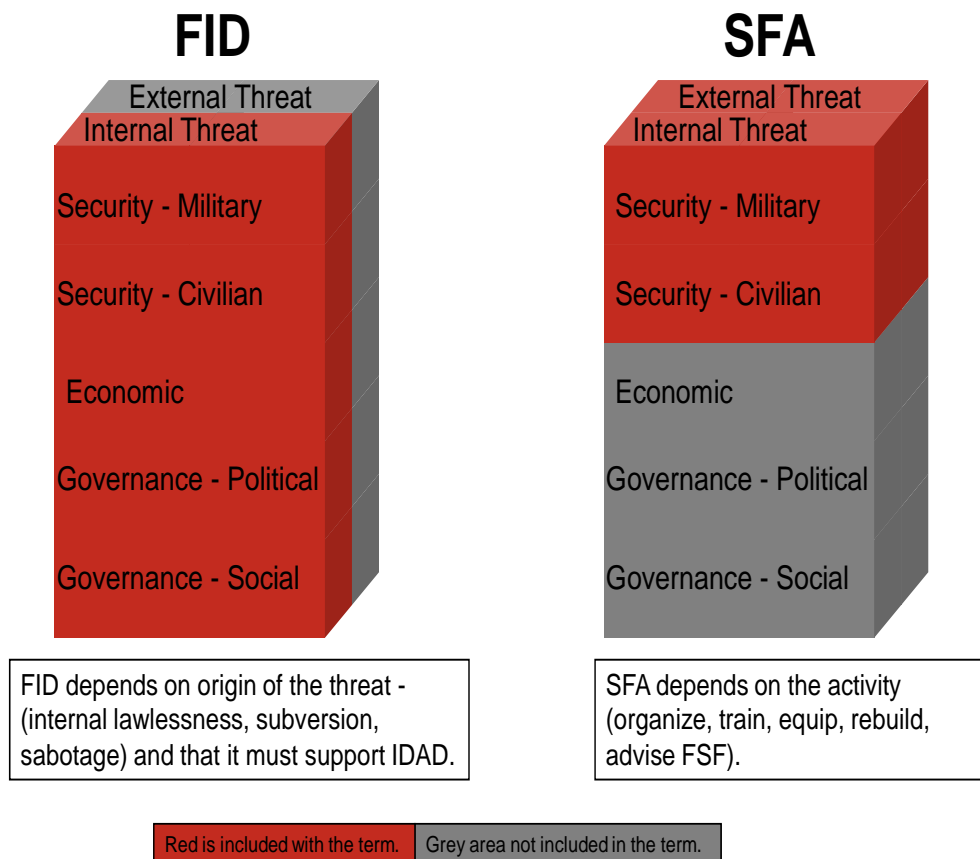 FID
External Threat
Internal Threat
Security - Military
Security - Civilian
Economic
Governance - Political
Governance - Social
FID depends on origin of the threat -
(internal lawlessness, subversion,
sabotage) and that it must support IDAD.
SFA
External Threat
Internal Threat
Security - Military
Security - Civilian
Economic
Governance - Political
Governance - Social
SFA depends on the activity
(organize, train, equip, rebuild,
advise FSF).
Red is included with the term.
Grey area not included in the term.